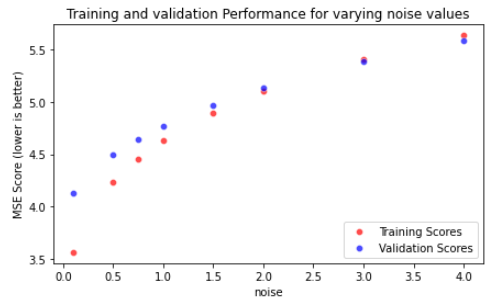 Training and validation Performance for varying noise values
MSE Score (lower is better)
5.5
5.0
4.5
4.0
3.5
Training Scores
Validation Scores
0.0 0.5 1.0 1.5 2.0 2.5 3.0 3.5 4.0
noise